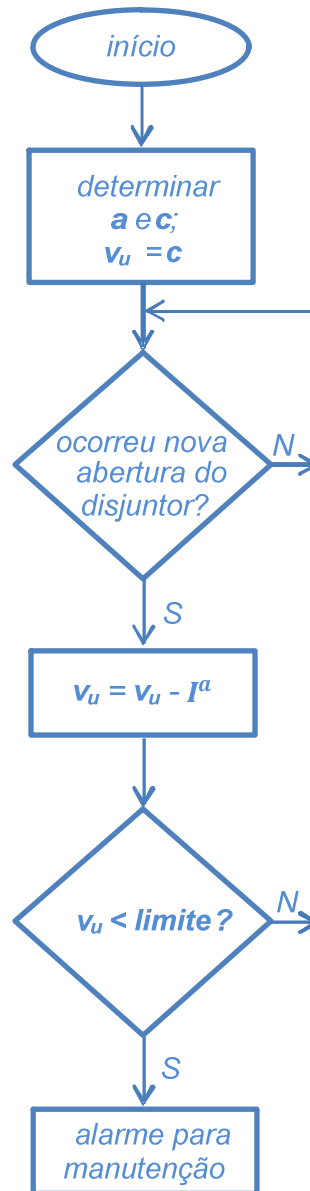 início
determinar
a e c;
vᵤ = c
ocorreu nova
abertura do
disjuntor?
N
S
vᵤ = vᵤ - Iᵃ
vᵤ < limite?
N
S
alarme para
manutenção